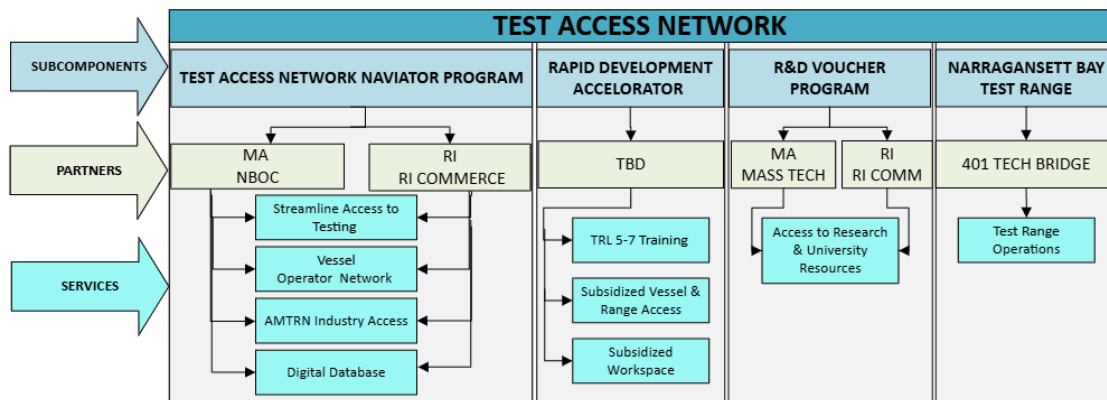 TEST ACCESS NETWORK
SUBCOMPONENTS
TEST ACCESS NETWORK NAVIATOR PROGRAM
RAPID DEVELOPMENT
ACCELORATOR
R&D VOUCHER
PROGRAM
NARRAGANSETT BAY
TEST RANGE
PARTNERS
MA
NBOC
RI
RI COMMERCE
TBD
MA
MASS TECH
RI
RI COMM
401 TECH BRIDGE
SERVICES
Streamline Access to
Testing
Vessel
Operator Network
AMTRN Industry Access
Digital Database
TRL 5-7 Training
Subsidized Vessel &
Range Access
Subsidized
Workspace
Access to Research
& University
Resources
Test Range
Operations